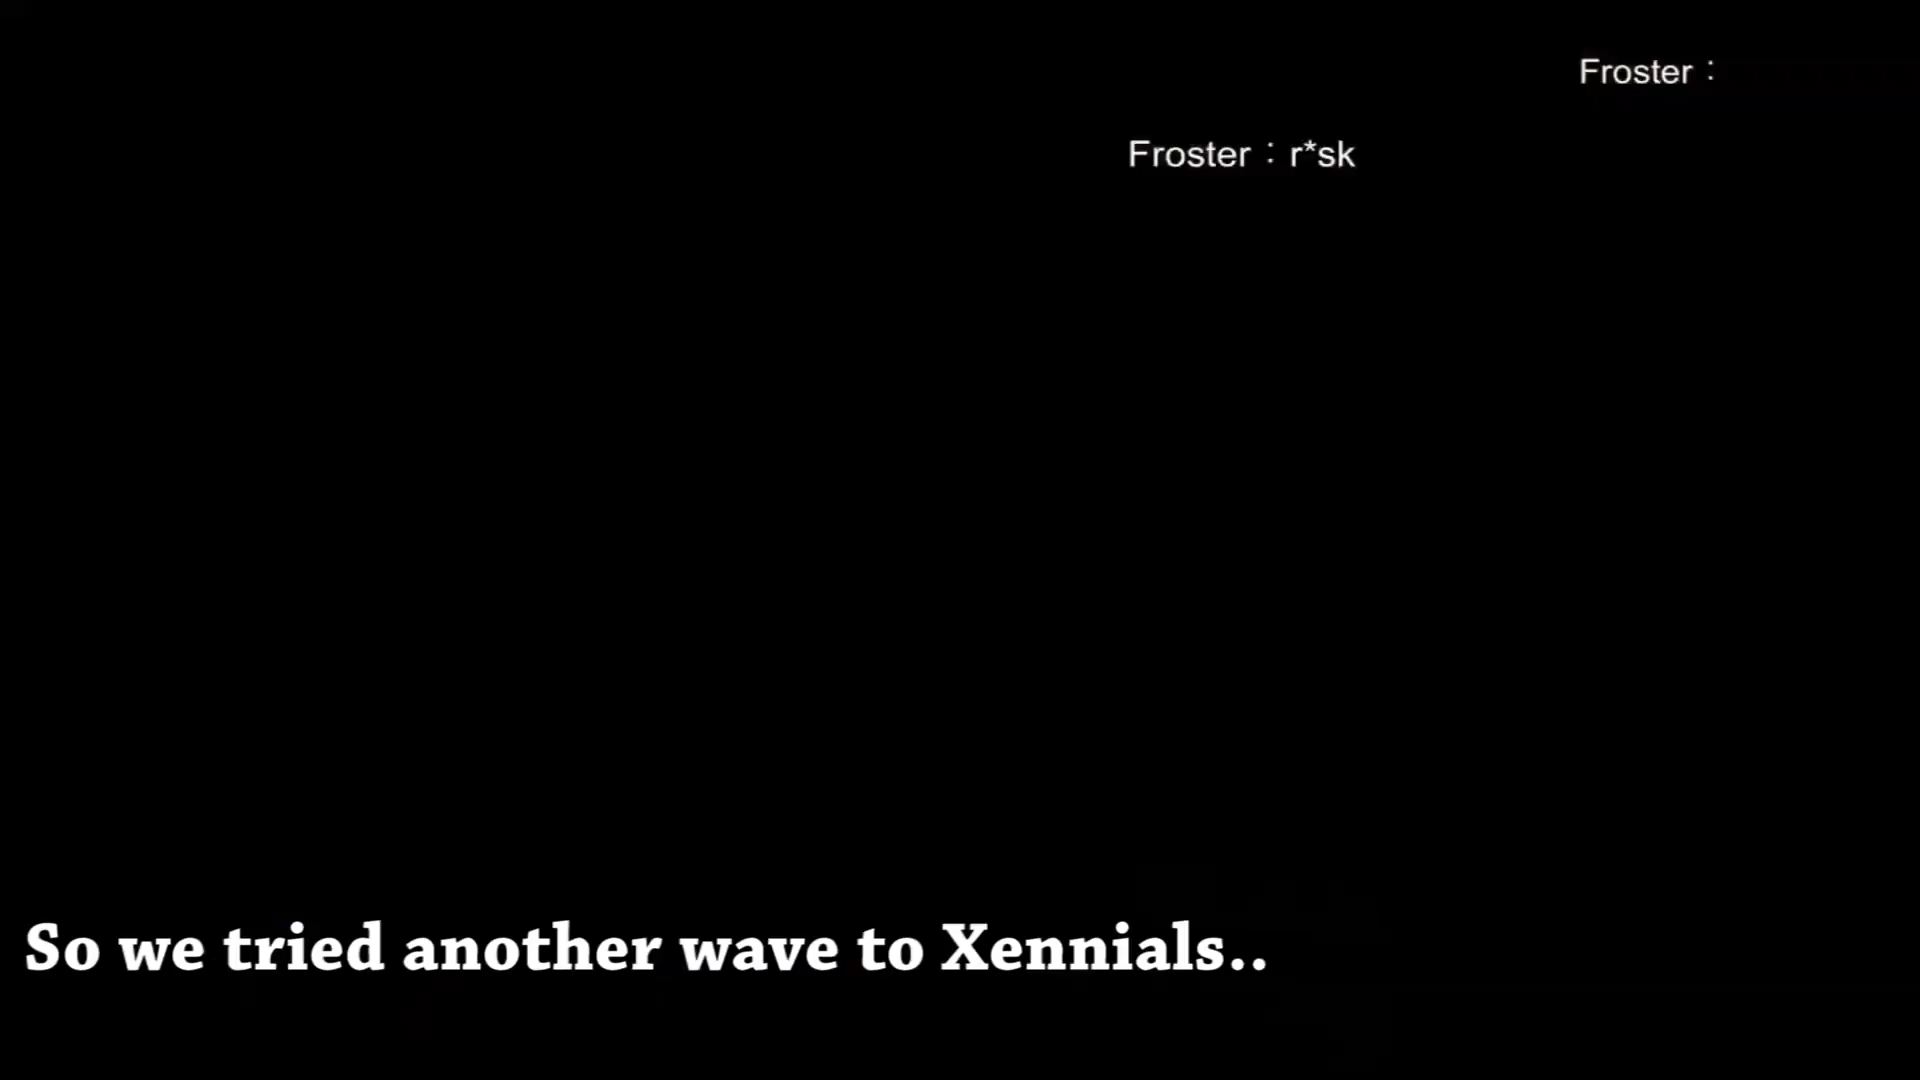 Froster：
Froster：r*sk
So we tried another wave to Xennials..